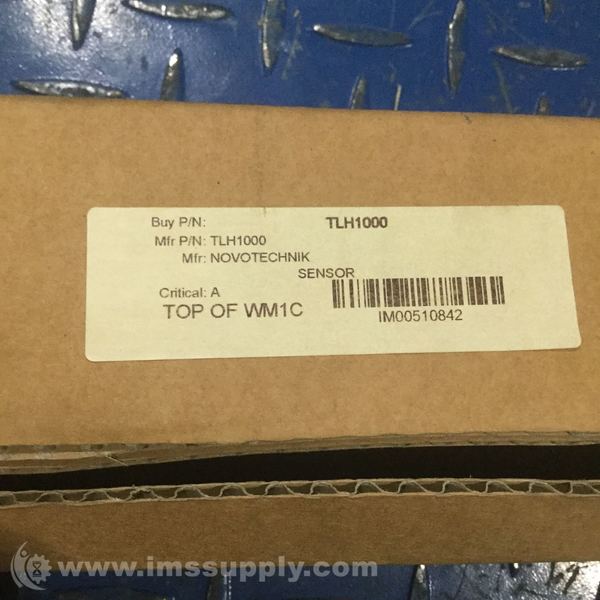 Buy P/N: TLH1000
Mfr P/N: TLH1000
Mfr: NOVOTECHNIK
SENSOR
Critical: A
TOP OF WM1C
IM00510842
www.imssupply.com